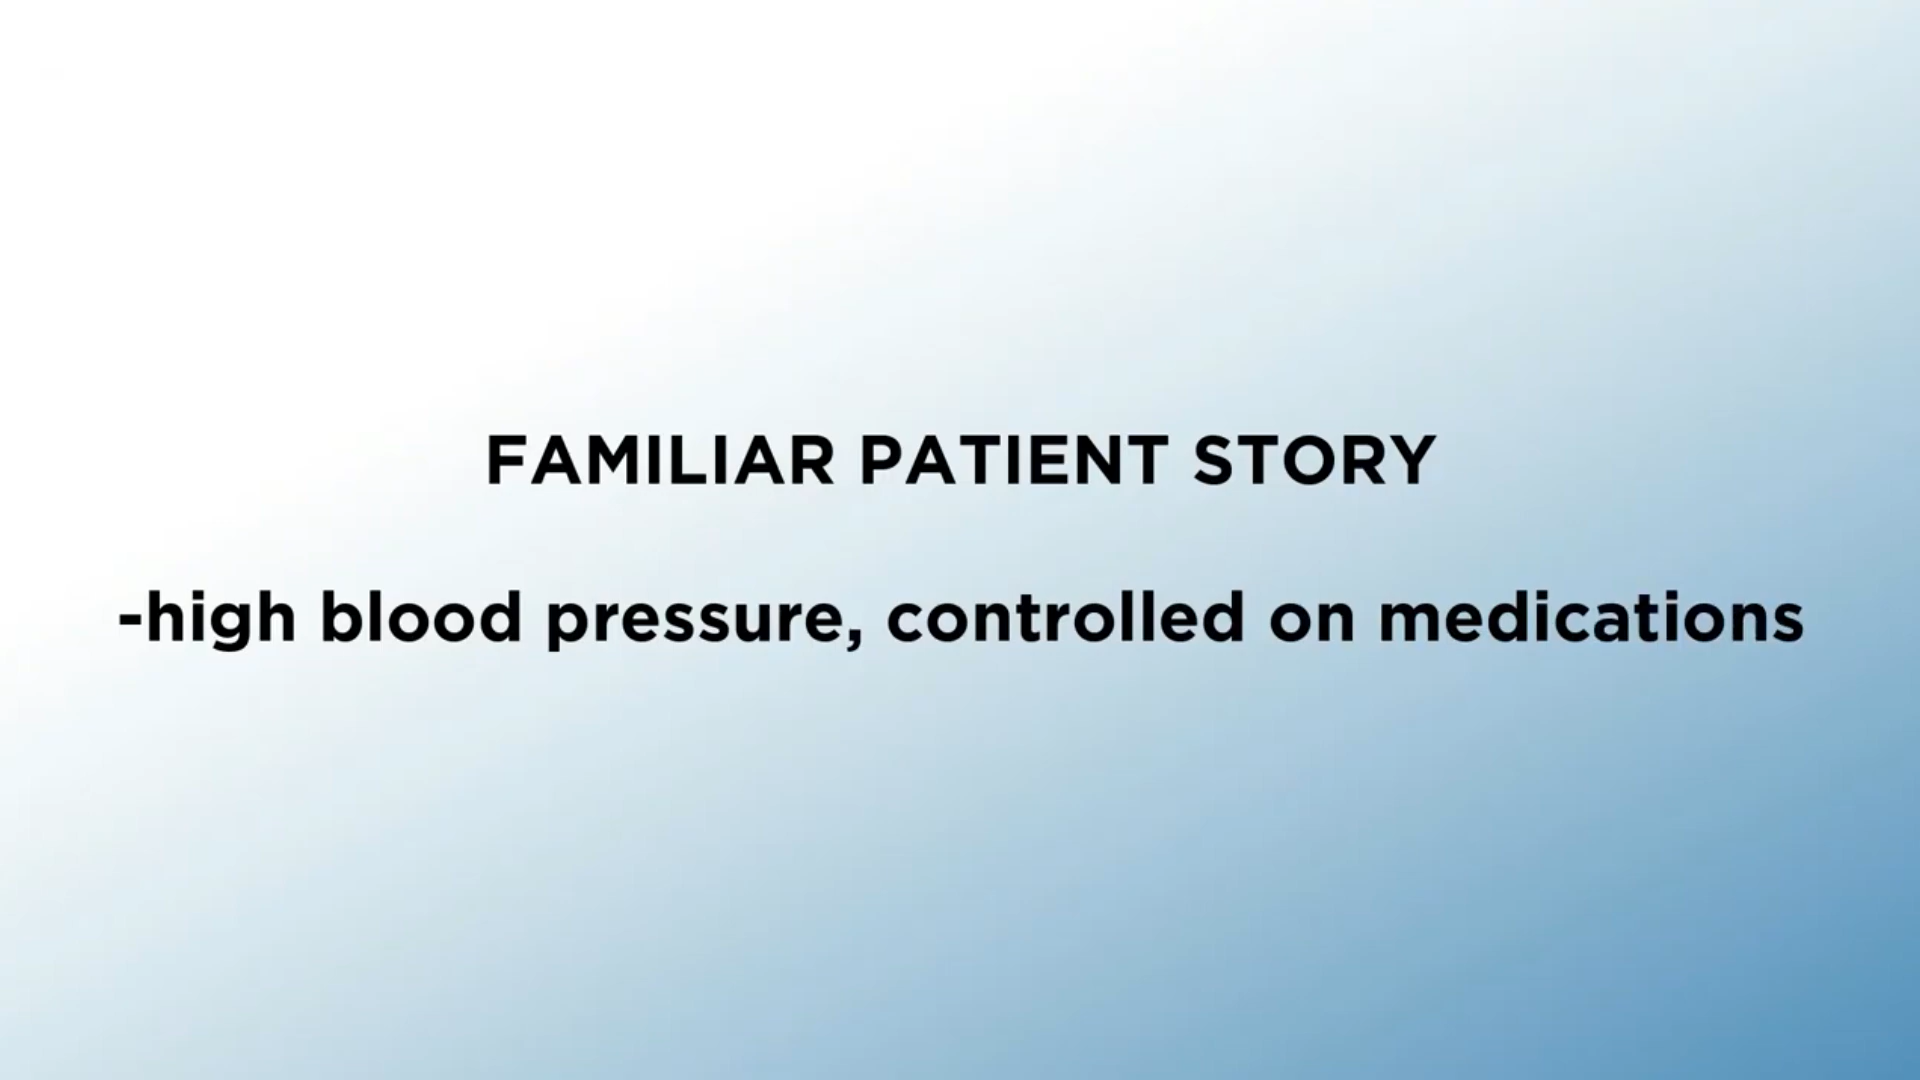 FAMILIAR PATIENT STORY
-high blood pressure, controlled on medications